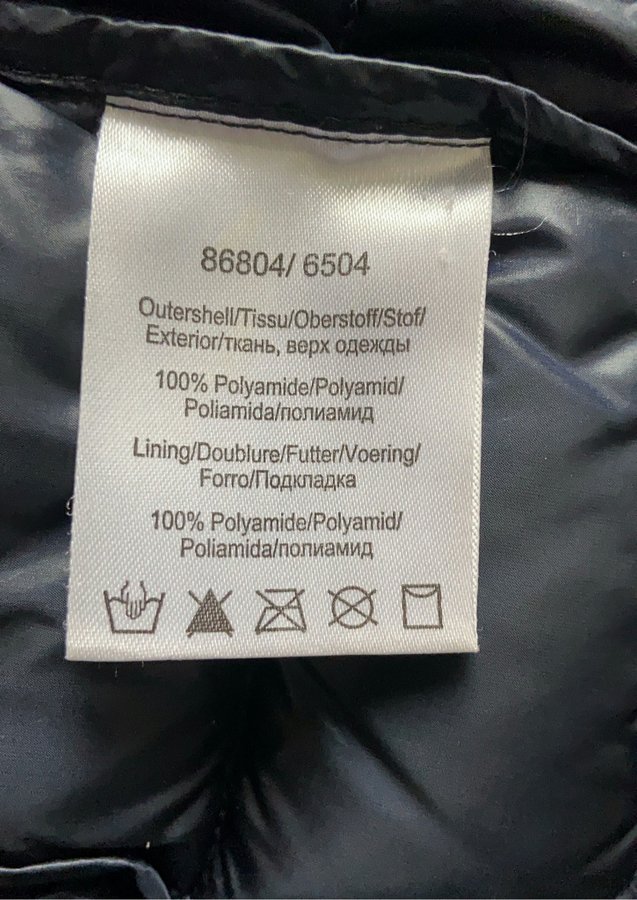 86804/ 6504
Outershell/Tissu/Oberstoff/Stof/
Exterior/ткань, верх одежды
100% Polyamide/Polyamid/
Poliamida/полиамид
Lining/Doublure/Futter/Voering/
Forro/Подкладка
100% Polyamide/Polyamid/
Poliamida/полиамид